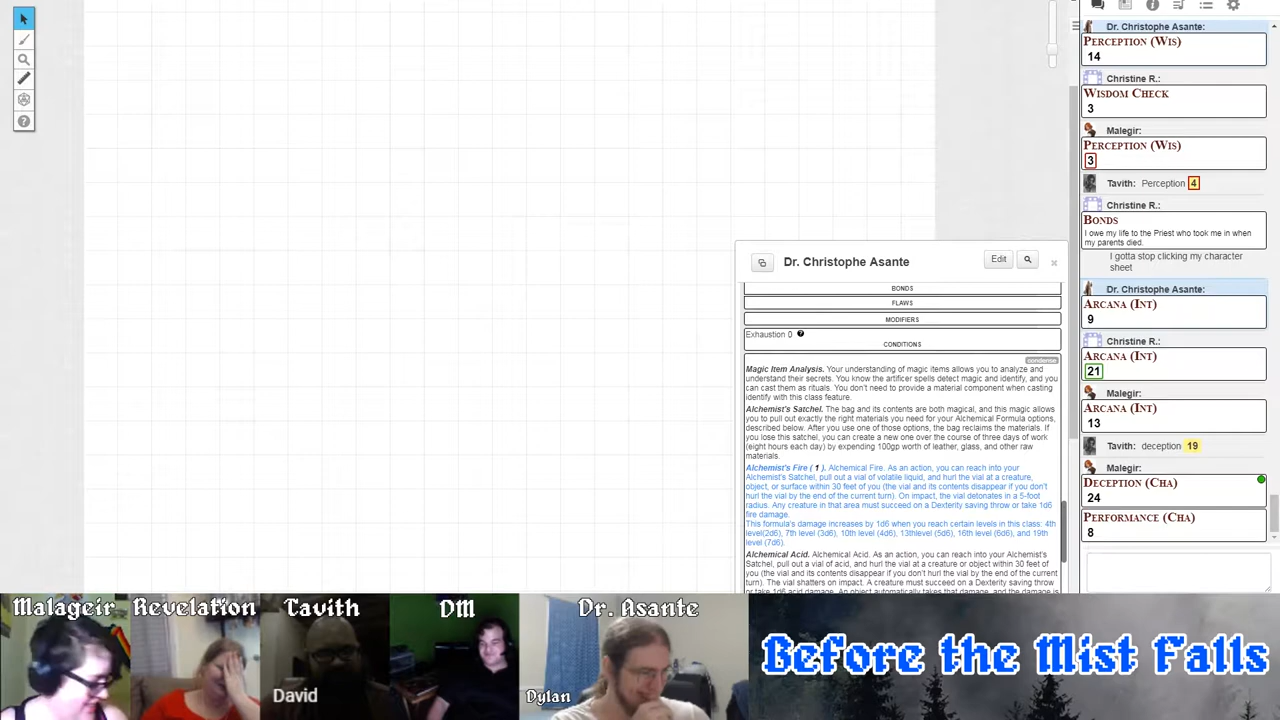 Dr. Christophe Asante:
PERCEPTION (WIS)
14
Christine R.:
WISDOM CHECK
3
Malegir:
PERCEPTION (WIS)
3
Tavith: Perception 4
Christine R.:
BONDS
I owe my life to the Priest who took me in when
my parents died.
I gotta stop clicking my character
sheet
Dr. Christophe Asante:
ARCANA (INT)
9
Christine R.:
ARCANA (INT)
21
Malegir:
ARCANA (INT)
13
Tavith: deception 19
Malegir:
DECEPTION (CHA)
24
PERFORMANCE (CHA)
8
Dr. Christophe Asante
Edit
BONDS
FLAWS
MODIFIERS
Exhaustion 0
CONDITIONS
condense
Magic Item Analysis. Your understanding of magic items allows you to analyze and
understand their secrets. You know the artificer spells detect magic and identify, and you
can cast them as rituals. You don't need to provide a material component when casting
identify with this class feature.
Alchemist's Satchel. The bag and its contents are both magical, and this magic allows
you to pull out exactly the right materials you need for your Alchemical Formula options,
described below. After you use one of those options, the bag reclaims the materials. If
you lose this satchel, you can create a new one over the course of three days of work
(eight hours each day) by expending 100gp worth of leather, glass, and other raw
materials.
Alchemist's Fire ( 1 ). Alchemical Fire. As an action, you can reach into your
Alchemist's Satchel, pull out a vial of volatile liquid, and hurl the vial at a creature,
object, or surface within 30 feet of you (the vial and its contents disappear if you don't
hurl the vial by the end of the current turn). On impact, the vial detonates in a 5-foot
radius. Any creature in that area must succeed on a Dexterity saving throw or take 1d6
fire damage.
This formula's damage increases by 1d6 when you reach certain levels in this class: 4th
level(2d6), 7th level (3d6), 10th level (4d6), 13thlevel (5d6), 16th level (6d6), and 19th
level (7d6).
Alchemical Acid. Alchemical Acid. As an action, you can reach into your Alchemist's
Satchel, pull out a vial of acid, and hurl the vial at a creature or object within 30 feet of
you (the vial and its contents disappear if you don't hurl the vial by the end of the current
turn). The vial shatters on impact. A creature must succeed on a Dexterity saving throw
or take 1d6 acid damage. An object automatically takes that damage, and the damage is
Malageir
Revelation
Tavith
DM
Dr. Asante
David
Dylan
Before the Mist Falls